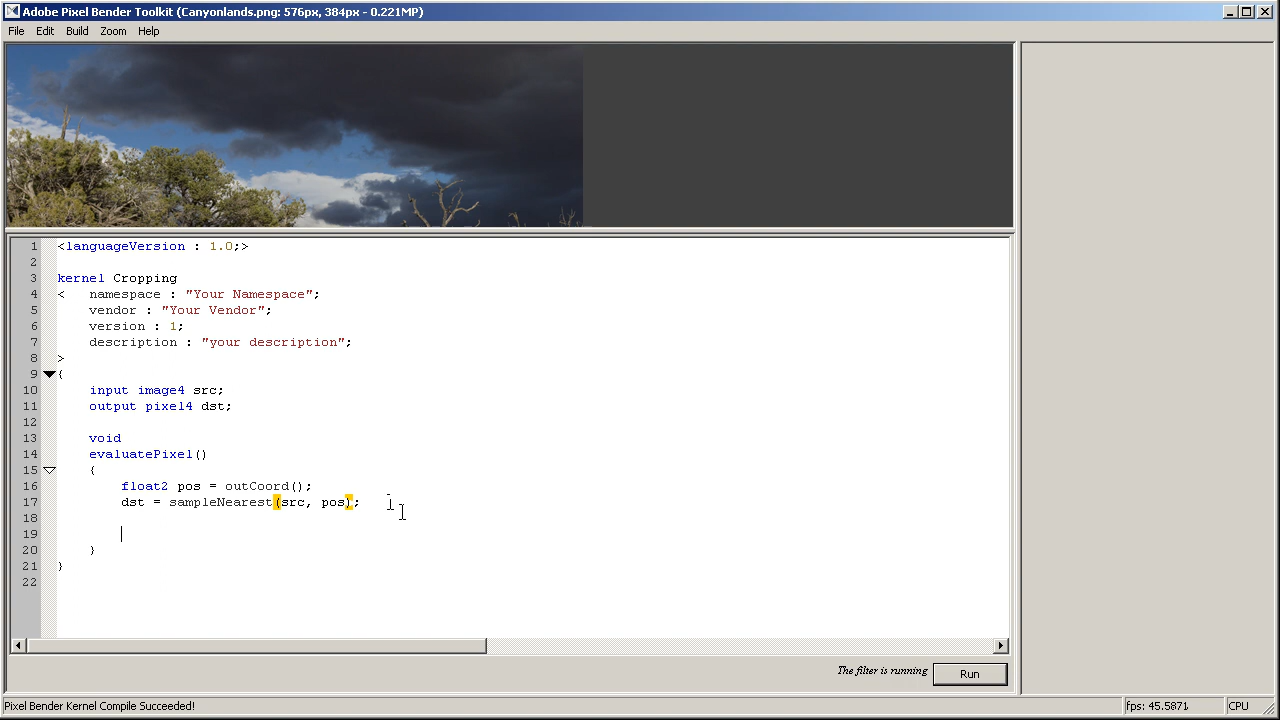 Adobe Pixel Bender Toolkit (Canyonlands.png: 576px, 384px - 0.221MP)
File Edit Build Zoom Help
1 <languageVersion : 1.0;>
2
3 kernel Cropping
4 < namespace : "Your Namespace";
5 vendor : "Your Vendor";
6 version : 1;
7 description : "your description";
8 >
9 {
10 input image4 src;
11 output pixel4 dst;
12
13 void
14 evaluatePixel()
15 {
16 float2 pos = outCoord();
17 dst = sampleNearest(src, pos);
18
19
20 }
21 }
22
The filter is running Run
Pixel Bender Kernel Compile Succeeded! fps: 45.5871 CPU